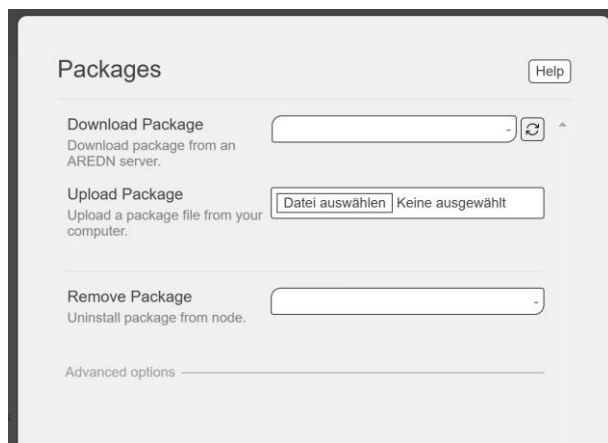 Packages
Help
Download Package
Download package from an
AREDN server.
-
Upload Package
Upload a package file from your
computer.
Datei auswählen Keine ausgewählt
Remove Package
Uninstall package from node.
-
Advanced options